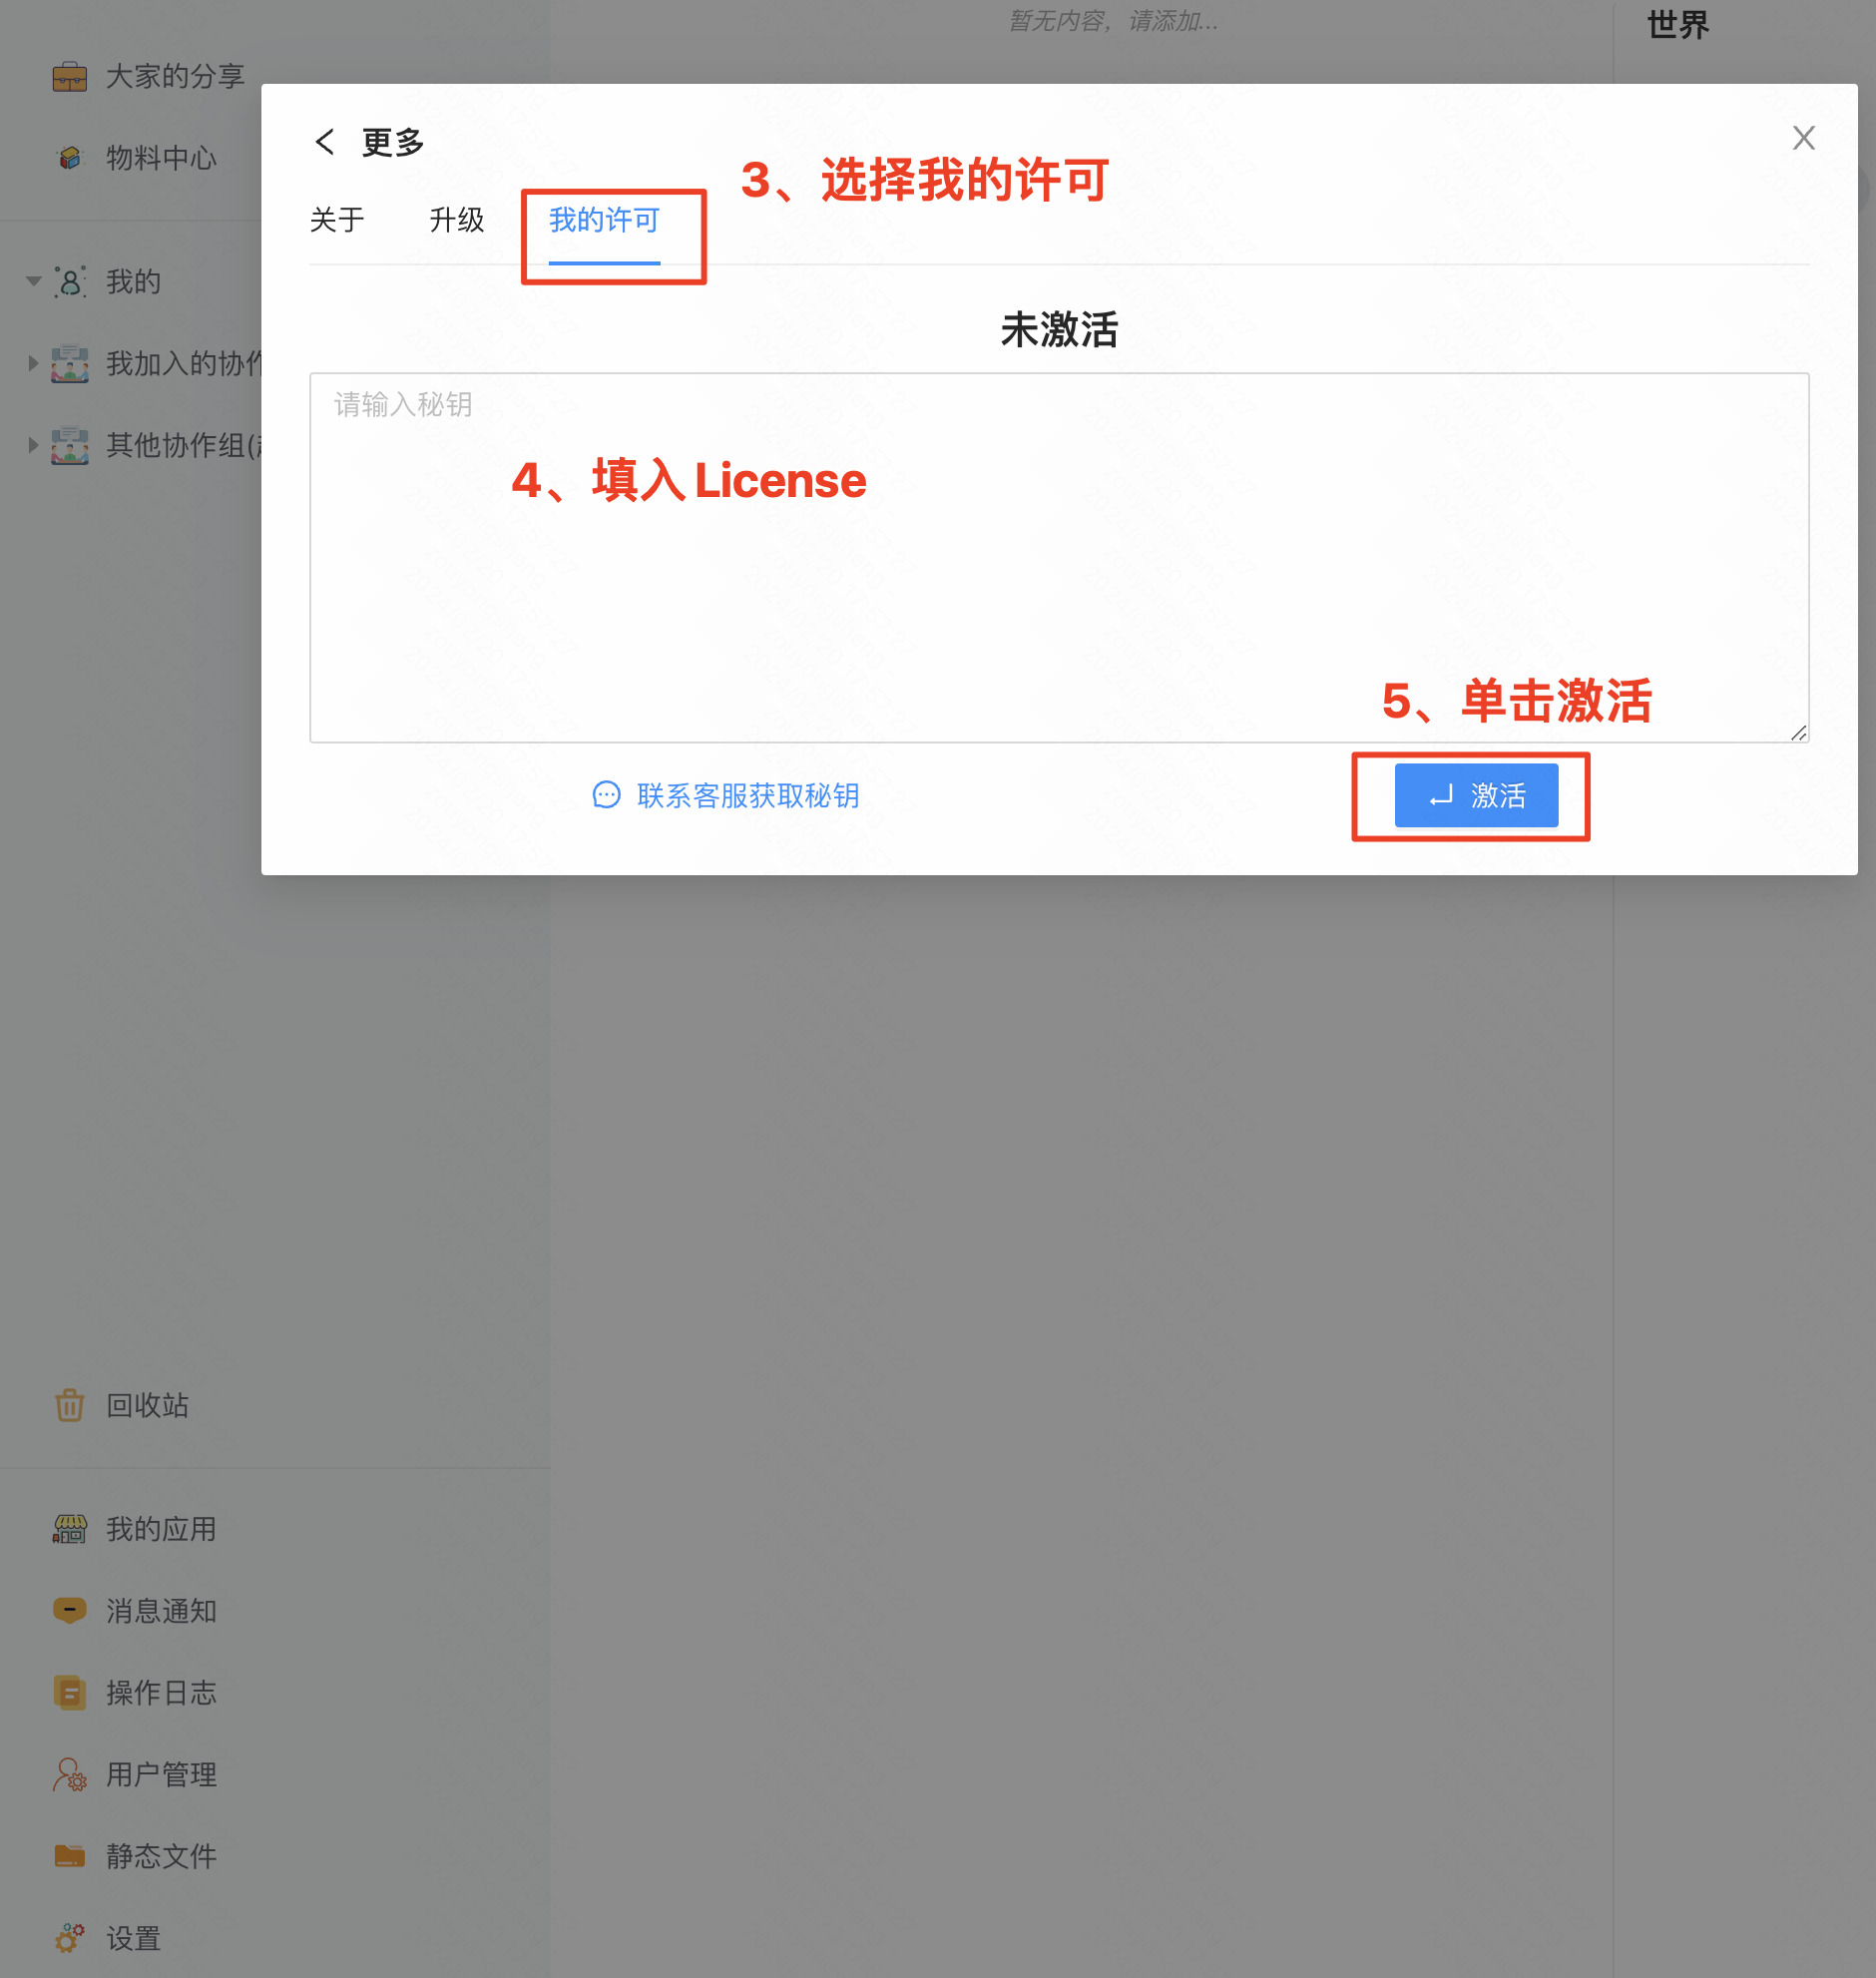 暂无内容，请添加...
世界
大家的分享
物料中心
我的
我加入的协作
其他协作组(
更多
3、选择我的许可
关于
升级
我的许可
未激活
请输入秘钥
4、填入 License
5、单击激活
联系客服获取秘钥
激活
回收站
我的应用
消息通知
操作日志
用户管理
静态文件
设置